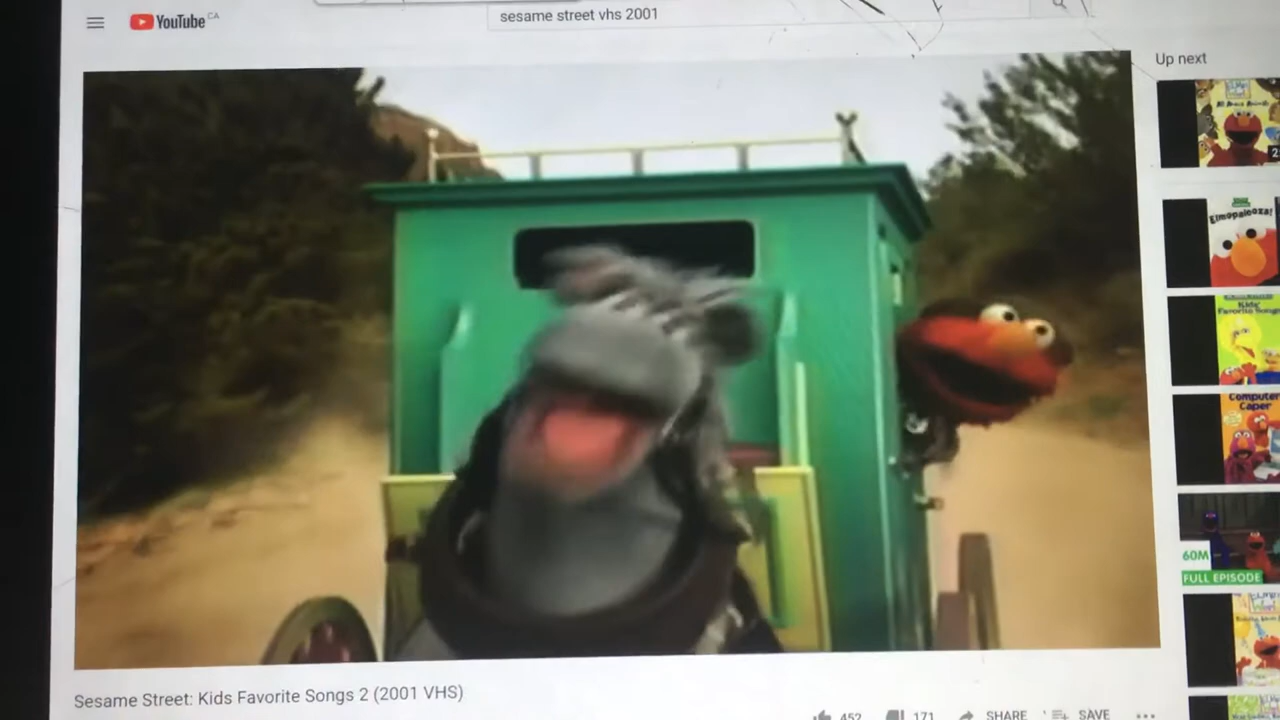 YouTube CA
sesame street vhs 2001
Up next
2
Elmopalooza!
Kids'
Favorite Songs
Computer
Caper
60M
FULL EPISODE
Sesame Street: Kids Favorite Songs 2 (2001 VHS)
452
171
SHARE
SAVE